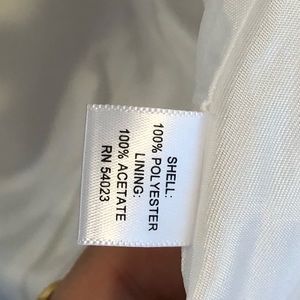 SHELL:
100% POLYESTER
LINING:
100% ACETATE
RN 54023